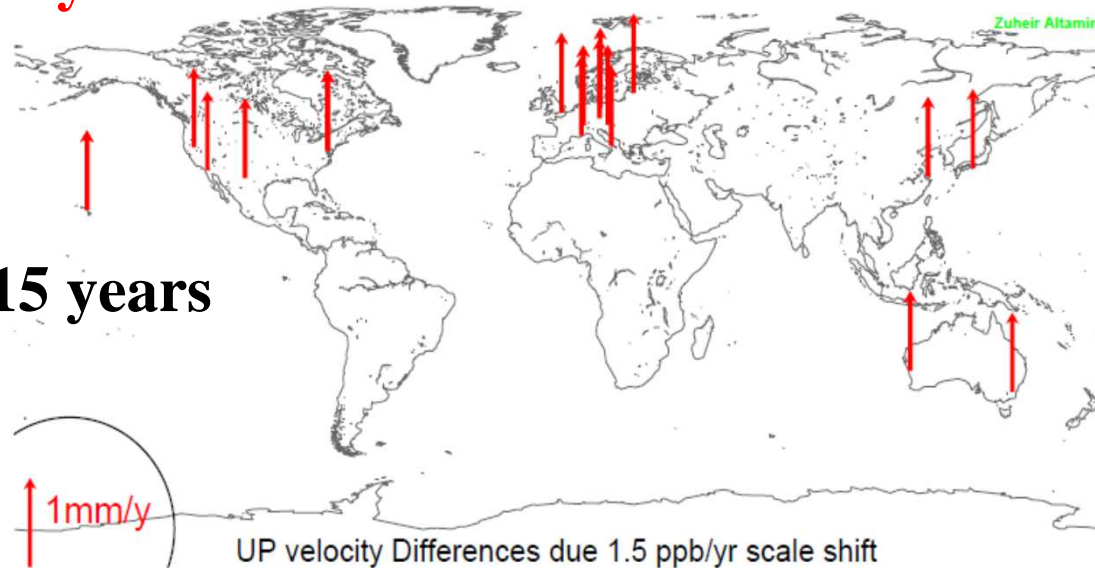 y
Zuheir Altamim
15 years
1mm/y
UP velocity Differences due 1.5 ppb/yr scale shift